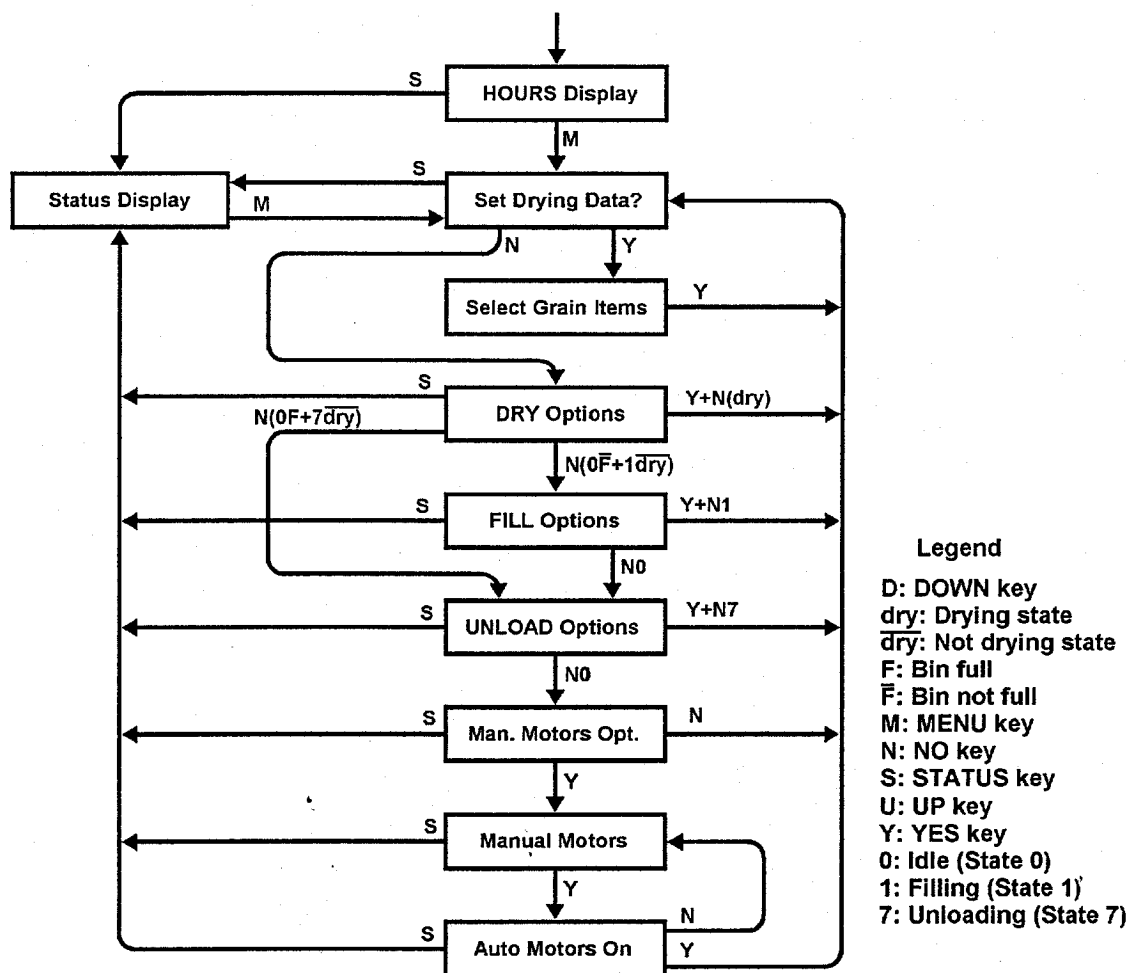 S
HOURS Display
M
S
Status Display
M
Set Drying Data?
N
Y
Select Grain Items
Y
S
DRY Options
Y+N(dry)
N(0F+7d̅r̅y̅)
N(0F̅+1d̅r̅y̅)
S
FILL Options
Y+N1
N0
S
UNLOAD Options
Y+N7
N0
S
Man. Motors Opt.
N
Y
S
Manual Motors
Y
N
S
Auto Motors On
Y
Legend
D: DOWN key
dry: Drying state
d̅r̅y̅: Not drying state
F: Bin full
F̅: Bin not full
M: MENU key
N: NO key
S: STATUS key
U: UP key
Y: YES key
0: Idle (State 0)
1: Filling (State 1)
7: Unloading (State 7)